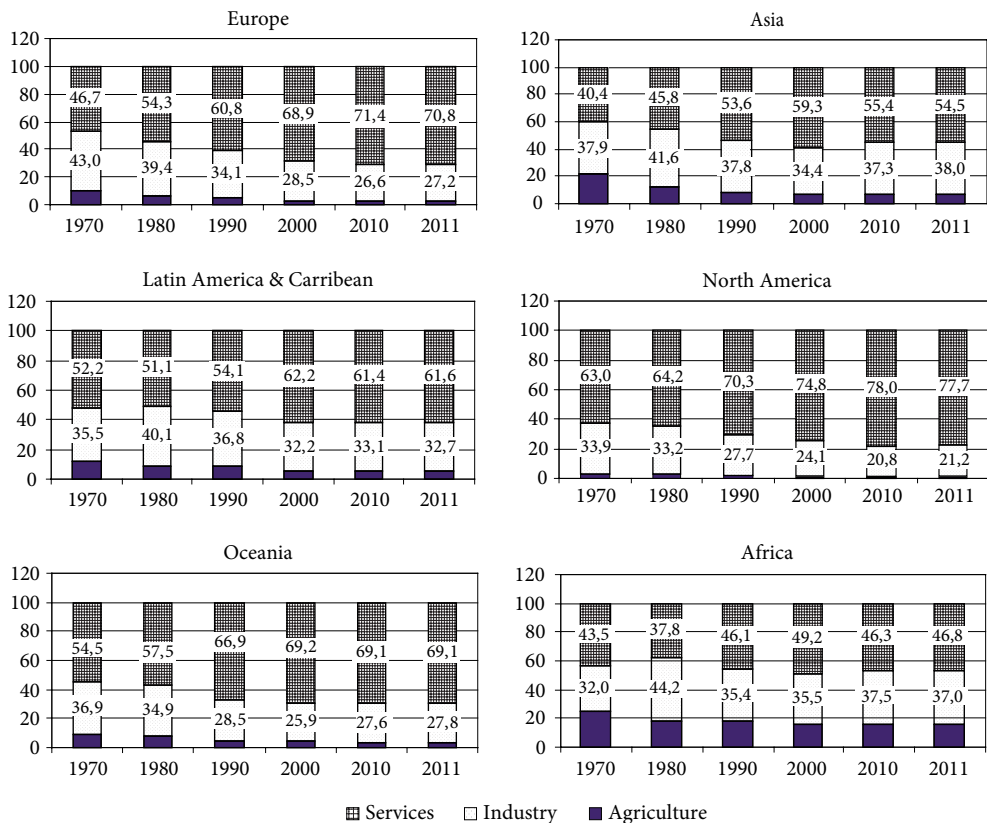 Europe
120
100
80
60
40
20
0
46,7 54,3 60,8 68,9 71,4 70,8
43,0 39,4 34,1 28,5 26,6 27,2
1970 1980 1990 2000 2010 2011
Asia
120
100
80
60
40
20
0
40,4 45,8 53,6 59,3 55,4 54,5
37,9 41,6 37,8 34,4 37,3 38,0
1970 1980 1990 2000 2010 2011
Latin America & Carribean
120
100
80
60
40
20
0
52,2 51,1 54,1 62,2 61,4 61,6
35,5 40,1 36,8 32,2 33,1 32,7
1970 1980 1990 2000 2010 2011
North America
120
100
80
60
40
20
0
63,0 64,2 70,3 74,8 78,0 77,7
33,9 33,2 27,7 24,1 20,8 21,2
1970 1980 1990 2000 2010 2011
Oceania
120
100
80
60
40
20
0
54,5 57,5 66,9 69,2 69,1 69,1
36,9 34,9 28,5 25,9 27,6 27,8
1970 1980 1990 2000 2010 2011
Africa
120
100
80
60
40
20
0
43,5 37,8 46,1 49,2 46,3 46,8
32,0 44,2 35,4 35,5 37,5 37,0
1970 1980 1990 2000 2010 2011
Services Industry Agriculture